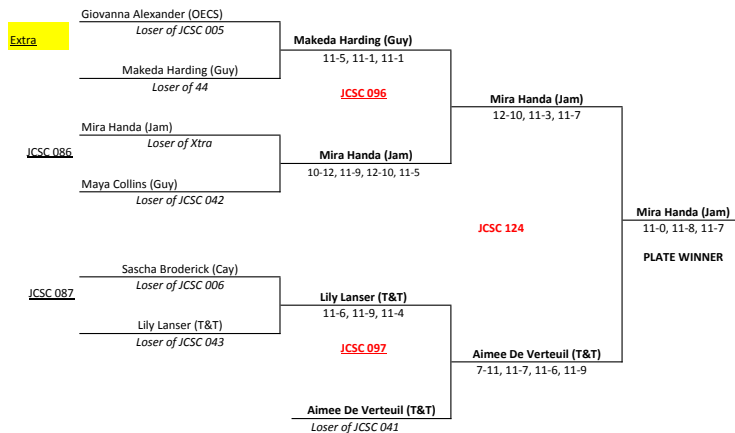 Giovanna Alexander (OECS)
Loser of JCSC 005
Extra
Makeda Harding (Guy)
11-5, 11-1, 11-1
Makeda Harding (Guy)
Loser of 44
JCSC 096
Mira Handa (Jam)
12-10, 11-3, 11-7
Mira Handa (Jam)
Loser of Xtra
JCSC 086
Mira Handa (Jam)
10-12, 11-9, 12-10, 11-5
Maya Collins (Guy)
Loser of JCSC 042
Mira Handa (Jam)
11-0, 11-8, 11-7
JCSC 124
PLATE WINNER
Sascha Broderick (Cay)
Loser of JCSC 006
JCSC 087
Lily Lanser (T&T)
11-6, 11-9, 11-4
Lily Lanser (T&T)
Loser of JCSC 043
JCSC 097
Aimee De Verteuil (T&T)
7-11, 11-7, 11-6, 11-9
Aimee De Verteuil (T&T)
Loser of JCSC 041